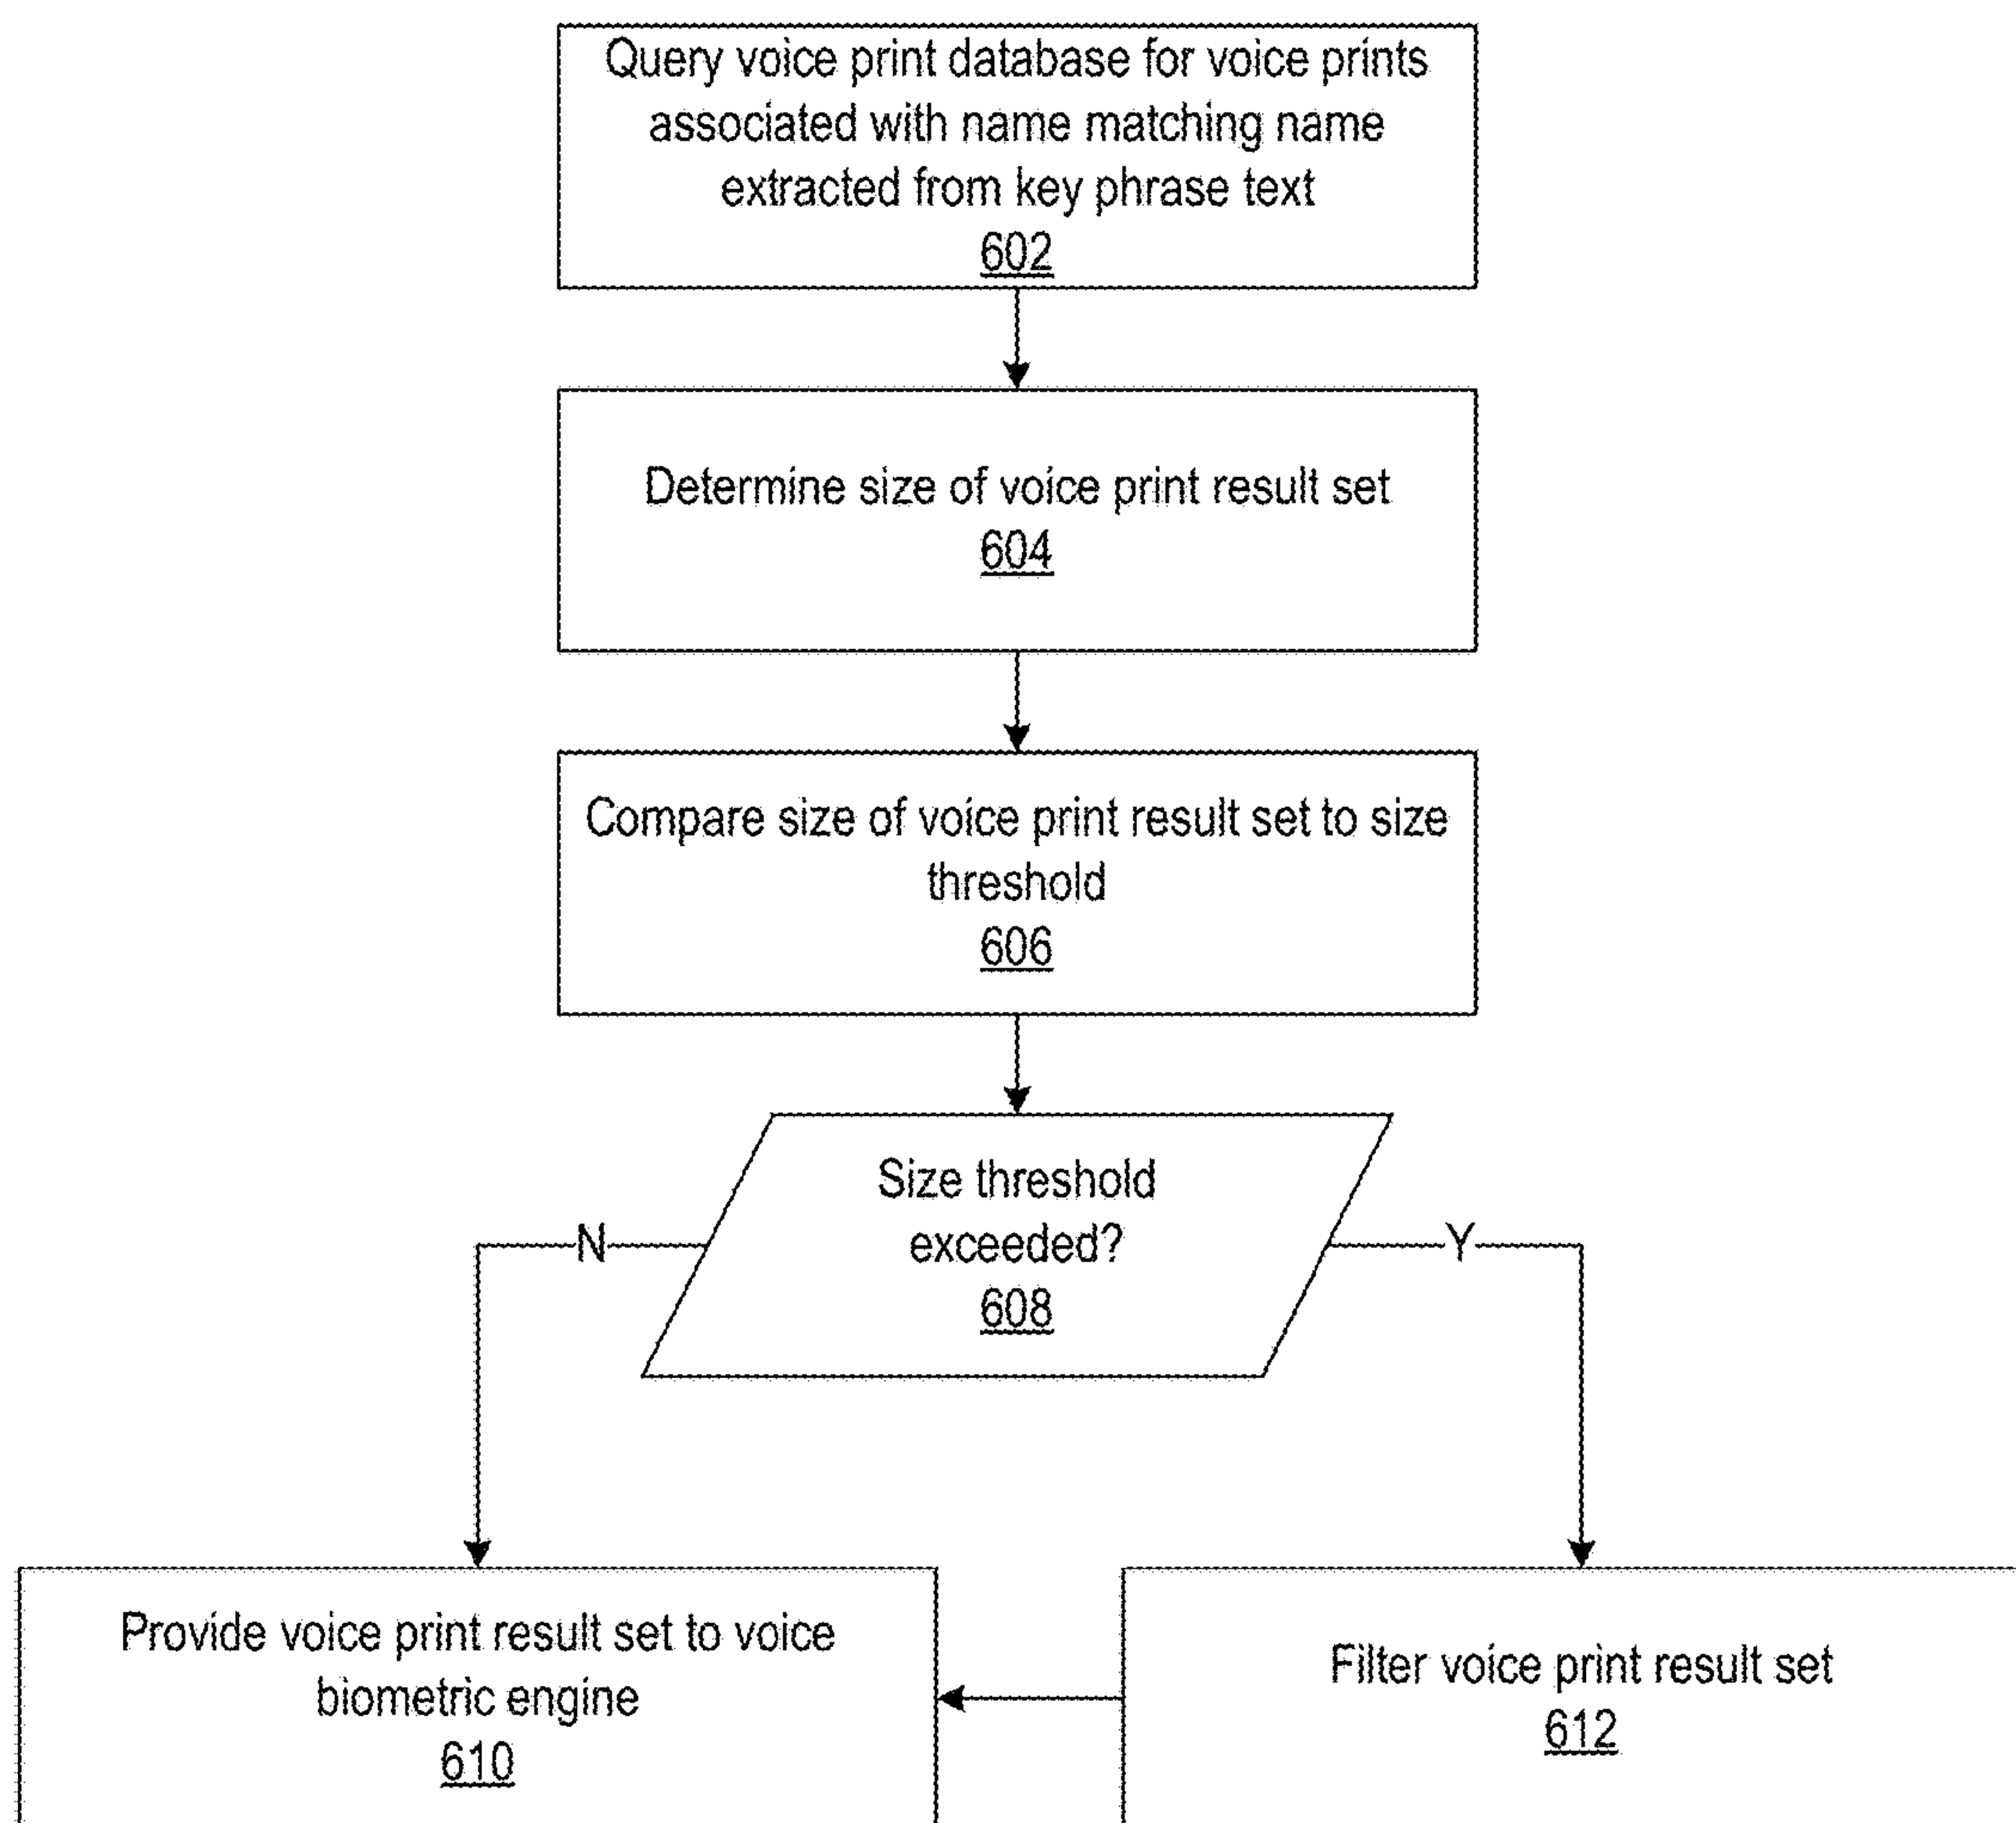 Query voice print database for voice prints
associated with name matching name
extracted from key phrase text
602
Determine size of voice print result set
604
Compare size of voice print result set to size
threshold
606
Size threshold
exceeded?
608
N
Y
Provide voice print result set to voice
biometric engine
610
Filter voice print result set
612